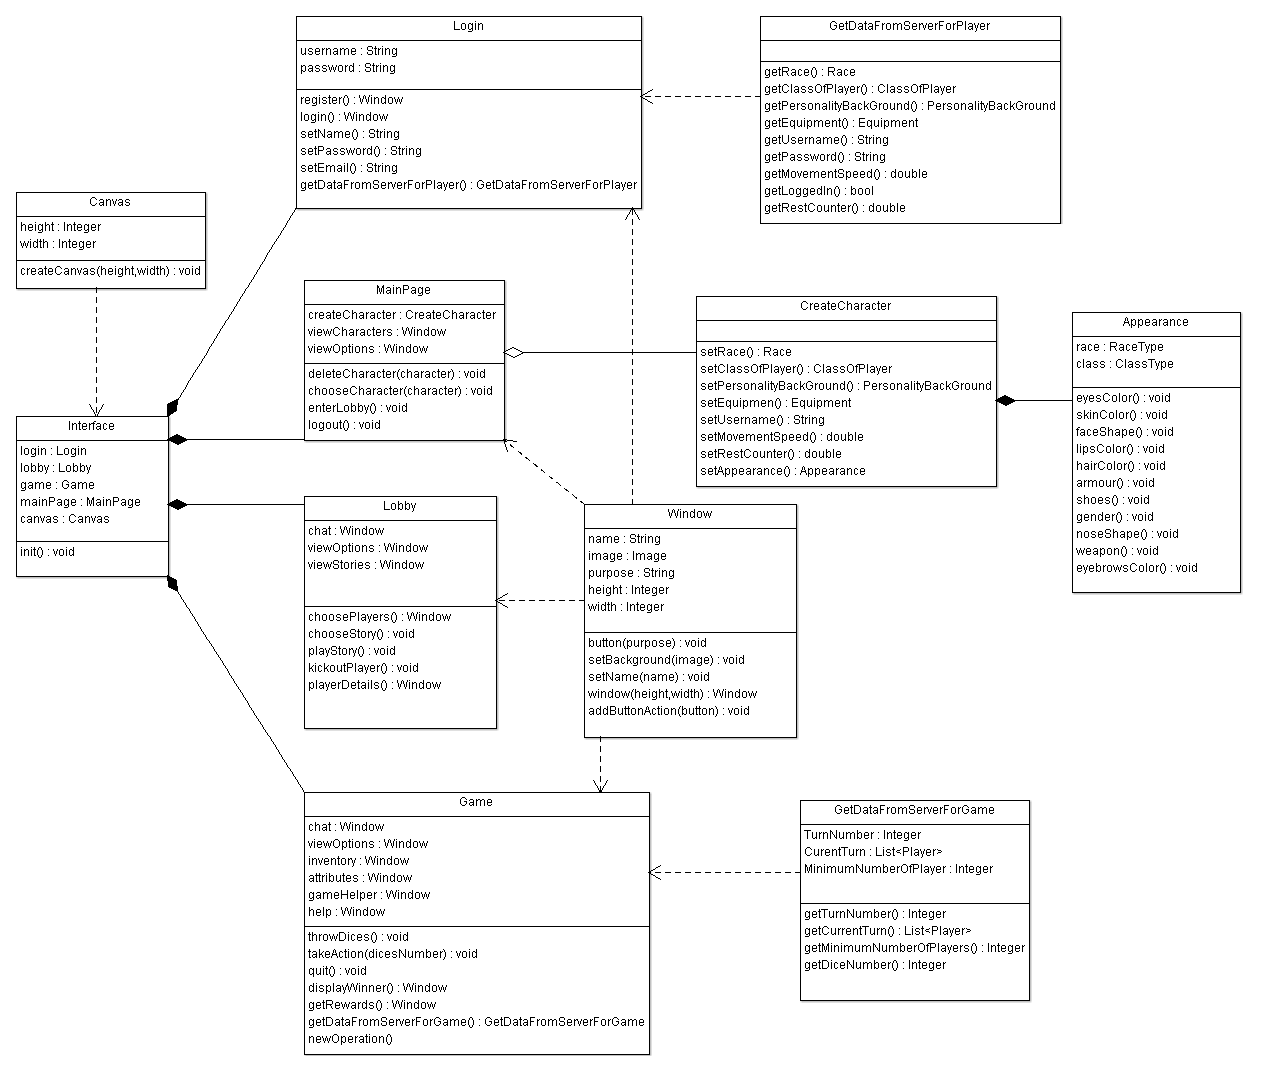 Login
username : String
password : String
register() : Window
login() : Window
setName() : String
setPassword() : String
setEmail() : String
getDataFromServerForPlayer() : GetDataFromServerForPlayer
GetDataFromServerForPlayer
getRace() : Race
getClassOfPlayer() : ClassOfPlayer
getPersonalityBackGround() : PersonalityBackGround
getEquipment() : Equipment
getUsername() : String
getPassword() : String
getMovementSpeed() : double
getLoggedIn() : bool
getRestCounter() : double
Canvas
height : Integer
width : Integer
createCanvas(height,width) : void
MainPage
createCharacter : CreateCharacter
viewCharacters : Window
viewOptions : Window
deleteCharacter(character) : void
chooseCharacter(character) : void
enterLobby() : void
logout() : void
CreateCharacter
setRace() : Race
setClassOfPlayer() : ClassOfPlayer
setPersonalityBackGround() : PersonalityBackGround
setEquipmen() : Equipment
setUsername() : String
setMovementSpeed() : double
setRestCounter() : double
setAppearance() : Appearance
Appearance
race : RaceType
class : ClassType
eyesColor() : void
skinColor() : void
faceShape() : void
lipsColor() : void
hairColor() : void
armour() : void
shoes() : void
gender() : void
noseShape() : void
weapon() : void
eyebrowsColor() : void
Interface
login : Login
lobby : Lobby
game : Game
mainPage : MainPage
canvas : Canvas
init() : void
Lobby
chat : Window
viewOptions : Window
viewStories : Window
choosePlayers() : Window
chooseStory() : void
playStory() : void
kickoutPlayer() : void
playerDetails() : Window
Window
name : String
image : Image
purpose : String
height : Integer
width : Integer
button(purpose) : void
setBackground(image) : void
setName(name) : void
window(height,width) : Window
addButtonAction(button) : void
Game
chat : Window
viewOptions : Window
inventory : Window
attributes : Window
gameHelper : Window
help : Window
throwDices() : void
takeAction(dicesNumber) : void
quit() : void
displayWinner() : Window
getRewards() : Window
getDataFromServerForGame() : GetDataFromServerForGame
newOperation()
GetDataFromServerForGame
TurnNumber : Integer
CurentTurn : List<Player>
MinimumNumberOfPlayer : Integer
getTurnNumber() : Integer
getCurrentTurn() : List<Player>
getMinimumNumberOfPlayers() : Integer
getDiceNumber() : Integer